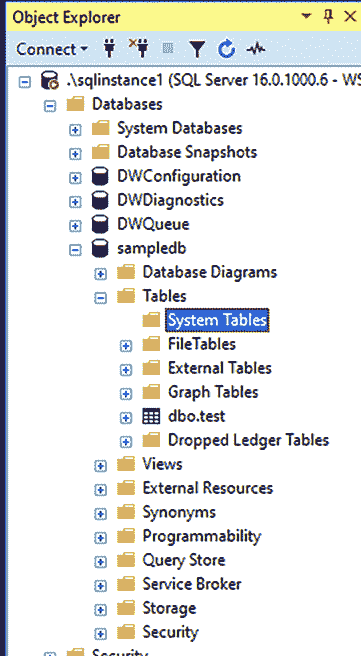 Object Explorer
Connect
.\sqlinstance1 (SQL Server 16.0.1000.6 - WS
Databases
System Databases
Database Snapshots
DWConfiguration
DWDiagnostics
DWQueue
sampledb
Database Diagrams
Tables
System Tables
FileTables
External Tables
Graph Tables
dbo.test
Dropped Ledger Tables
Views
External Resources
Synonyms
Programmability
Query Store
Service Broker
Storage
Security
Security